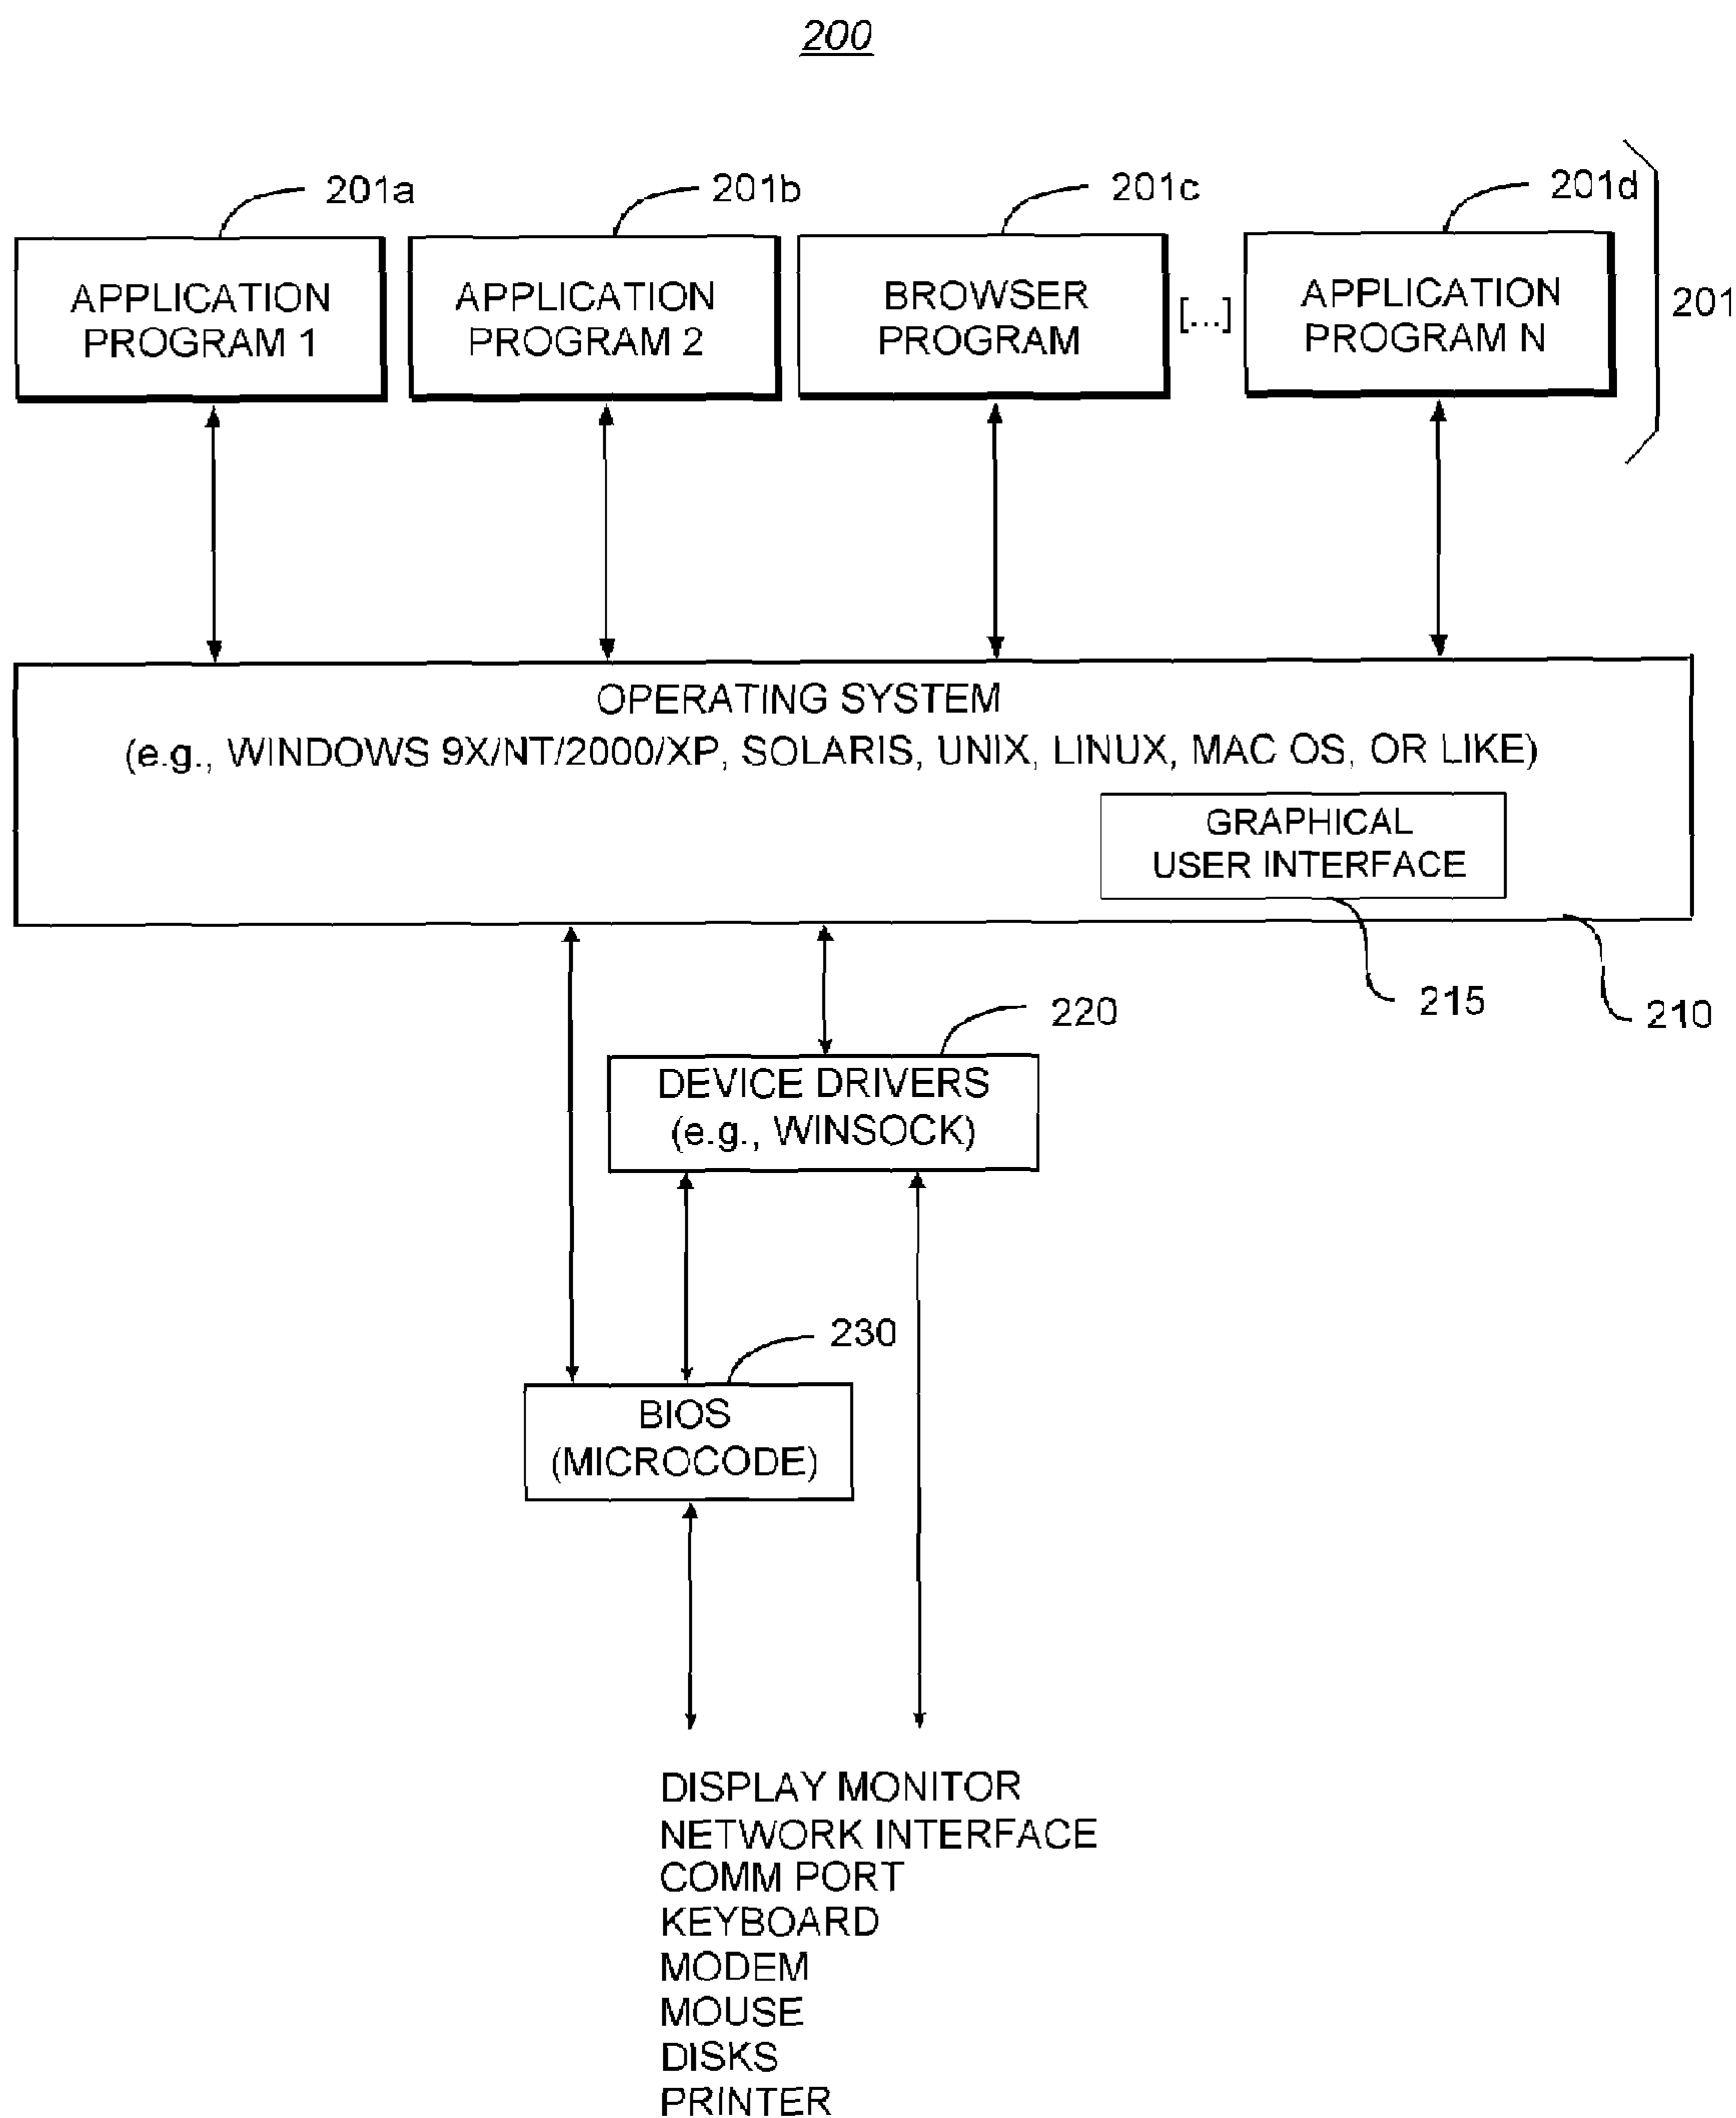 200
201a
201b
201c
201d
APPLICATION
PROGRAM 1
APPLICATION
PROGRAM 2
BROWSER
PROGRAM
[...]
APPLICATION
PROGRAM N
201
OPERATING SYSTEM
(e.g., WINDOWS 9X/NT/2000/XP, SOLARIS, UNIX, LINUX, MAC OS, OR LIKE)
GRAPHICAL
USER INTERFACE
215
210
220
DEVICE DRIVERS
(e.g., WINSOCK)
230
BIOS
(MICROCODE)
DISPLAY MONITOR
NETWORK INTERFACE
COMM PORT
KEYBOARD
MODEM
MOUSE
DISKS
PRINTER